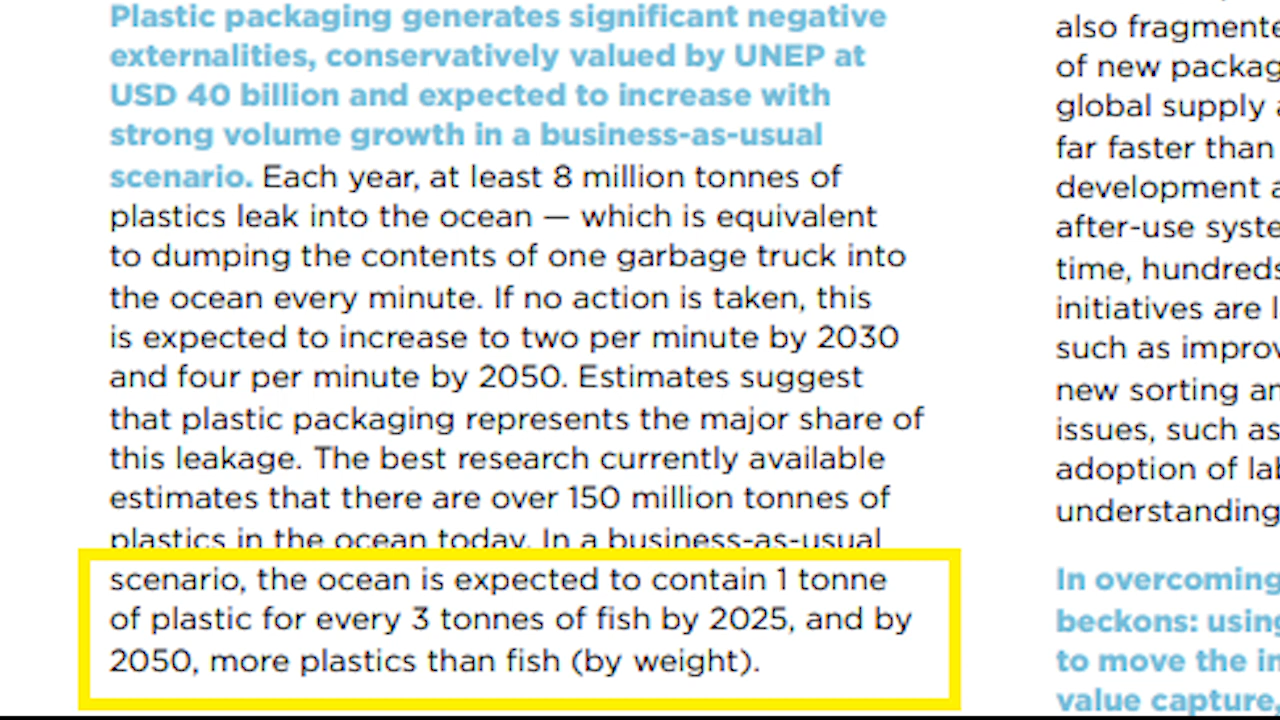 Plastic packaging generates significant negative
externalities, conservatively valued by UNEP at
USD 40 billion and expected to increase with
strong volume growth in a business-as-usual
scenario. Each year, at least 8 million tonnes of
plastics leak into the ocean — which is equivalent
to dumping the contents of one garbage truck into
the ocean every minute. If no action is taken, this
is expected to increase to two per minute by 2030
and four per minute by 2050. Estimates suggest
that plastic packaging represents the major share of
this leakage. The best research currently available
estimates that there are over 150 million tonnes of
plastics in the ocean today. In a business-as-usual
scenario, the ocean is expected to contain 1 tonne
of plastic for every 3 tonnes of fish by 2025, and by
2050, more plastics than fish (by weight).
also
of new
global supply
far faster than
development
after-use
time,
initiatives are
such as
new sorting
issues, such as
adoption of
understanding
In overcoming
beckons: using
to move the
value capture,